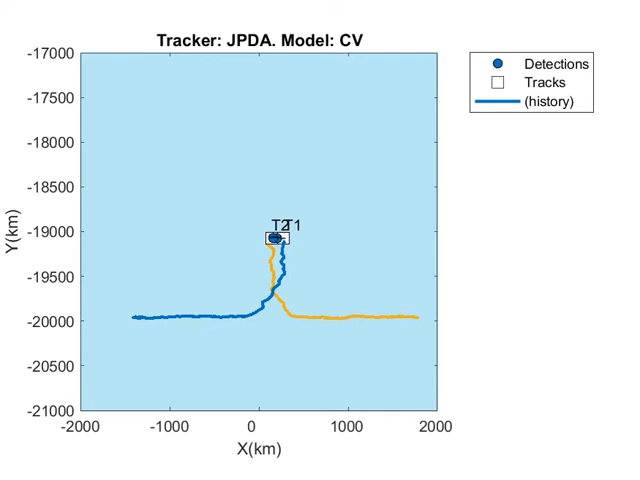 Tracker: JPDA. Model: CV
-17000
-17500
-18000
-18500
-19000
-19500
-20000
-20500
-21000
Y(km)
T2 T1
-2000 -1000 0 1000 2000
X(km)
Detections
Tracks
(history)